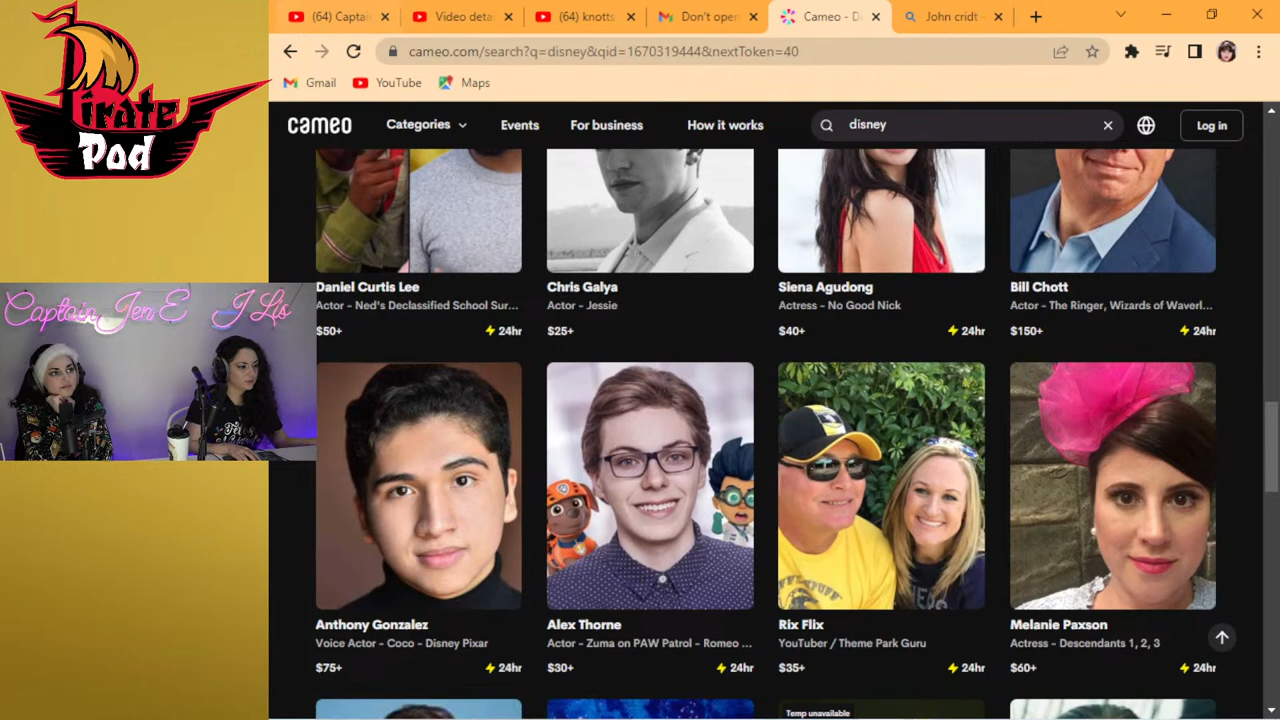 Pirate
Pod
(64) Captai
Video deta
(64) knotts
Don't open
Cameo - D
John cridt -
cameo.com/search?q=disney&qid=1670319444&nextToken=40
Gmail
YouTube
Maps
cameo
Categories
Events
For business
How it works
disney
Log in
Captain Jen E
J Lis
Daniel Curtis Lee
Actor - Ned's Declassified School Sur...
$50+
24hr
Chris Galya
Actor - Jessie
$25+
Siena Agudong
Actress - No Good Nick
$40+
24hr
Bill Chott
Actor - The Ringer, Wizards of Waverl...
$150+
24hr
Anthony Gonzalez
Voice Actor - Coco - Disney Pixar
$75+
24hr
Alex Thorne
Actor - Zuma on PAW Patrol - Romeo ...
$30+
24hr
Rix Flix
YouTuber / Theme Park Guru
$35+
24hr
Melanie Paxson
Actress - Descendants 1, 2, 3
$60+
24hr
Temp unavailable